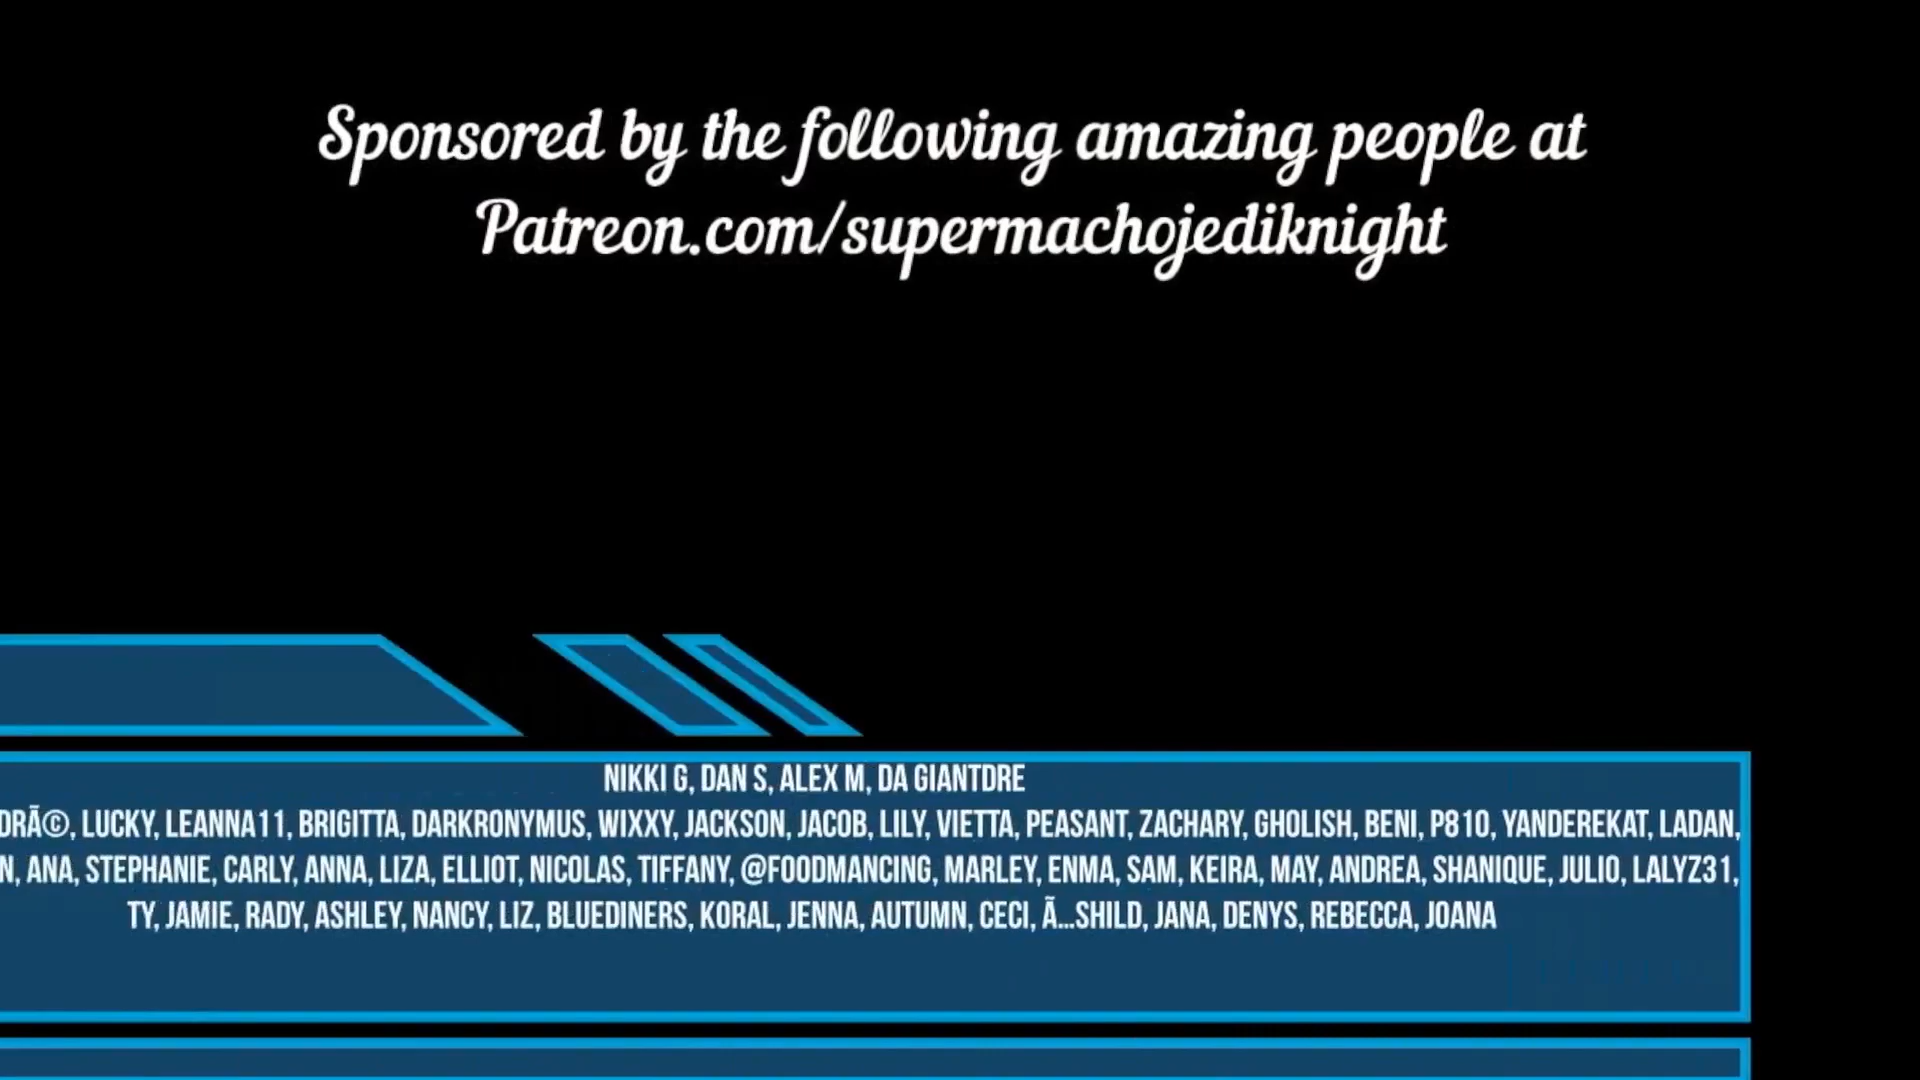 Sponsored by the following amazing people at
Patreon.com/supermachojediknight
NIKKI G, DAN S, ALEX M, DA GIANTDRE
DRÃ©, LUCKY, LEANNA11, BRIGITTA, DARKRONYMUS, WIXXY, JACKSON, JACOB, LILY, VIETTA, PEASANT, ZACHARY, GHOLISH, BENI, P810, YANDEREKAT, LADAN,
N, ANA, STEPHANIE, CARLY, ANNA, LIZA, ELLIOT, NICOLAS, TIFFANY, @FOODMANCING, MARLEY, ENMA, SAM, KEIRA, MAY, ANDREA, SHANIQUE, JULIO, LALYZ31,
TY, JAMIE, RADY, ASHLEY, NANCY, LIZ, BLUEDINERS, KORAL, JENNA, AUTUMN, CECI, Ã…SHILD, JANA, DENYS, REBECCA, JOANA